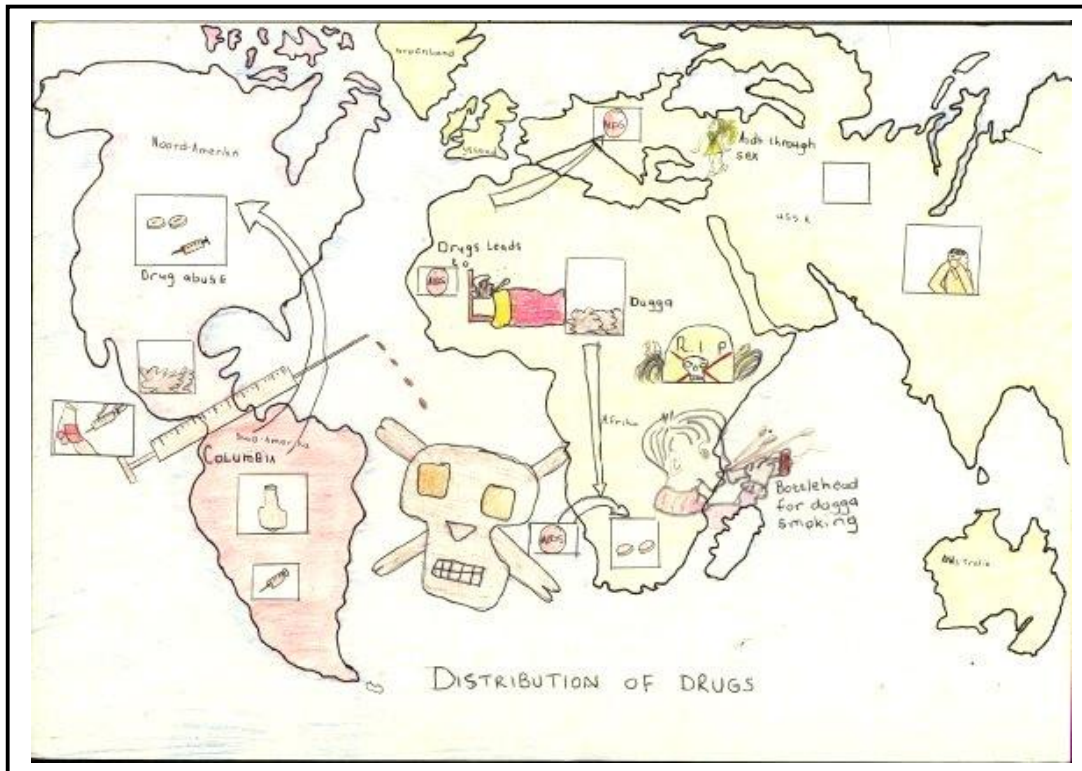 Groenland
Noord-Amerika
Ysland
AIDS
Aids through
sex
USSR
Drug abuse
Drugs leads
to
AIDS
Dagga
R I P
Suid-Amerika
COLUMBIA
Afrika
Bottlehead
for dagga
smoking
AIDS
Australia
DISTRIBUTION OF DRUGS